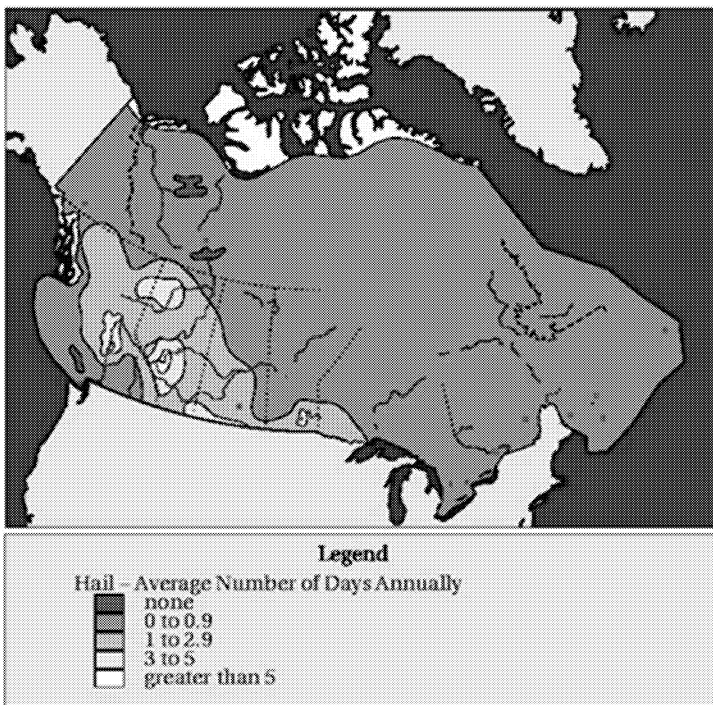 Legend
Hail – Average Number of Days Annually
none
0 to 0.9
1 to 2.9
3 to 5
greater than 5